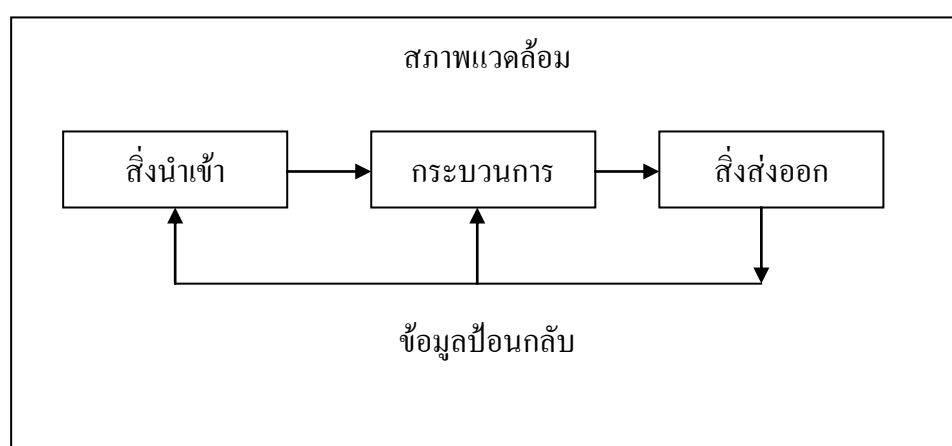 สภาพแวดล้อม
สิ่งนำเข้า
กระบวนการ
สิ่งส่งออก
ข้อมูลป้อนกลับ